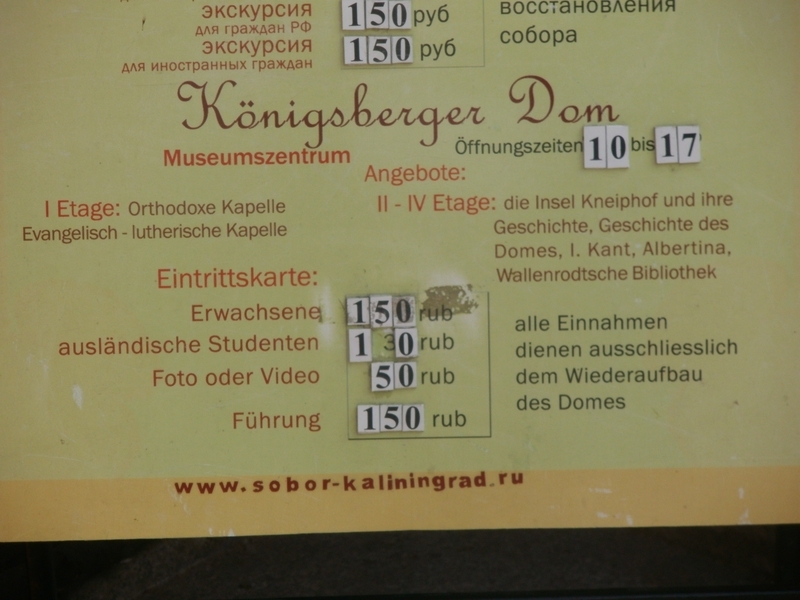 экскурсия 150 руб
для граждан РФ
экскурсия 150 руб
для иностранных граждан
восстановления
собора
Königsberger Dom
Museumszentrum
Öffnungszeiten 10 bis 17
Angebote:
I Etage: Orthodoxe Kapelle
Evangelisch - lutherische Kapelle
II - IV Etage: die Insel Kneiphof und ihre
Geschichte, Geschichte des
Domes, I. Kant, Albertina,
Wallenrodtsche Bibliothek
Eintrittskarte:
Erwachsene 150 rub
ausländische Studenten 130 rub
Foto oder Video 50 rub
Führung 150 rub
alle Einnahmen
dienen ausschliesslich
dem Wiederaufbau
des Domes
www.sobor-kaliningrad.ru